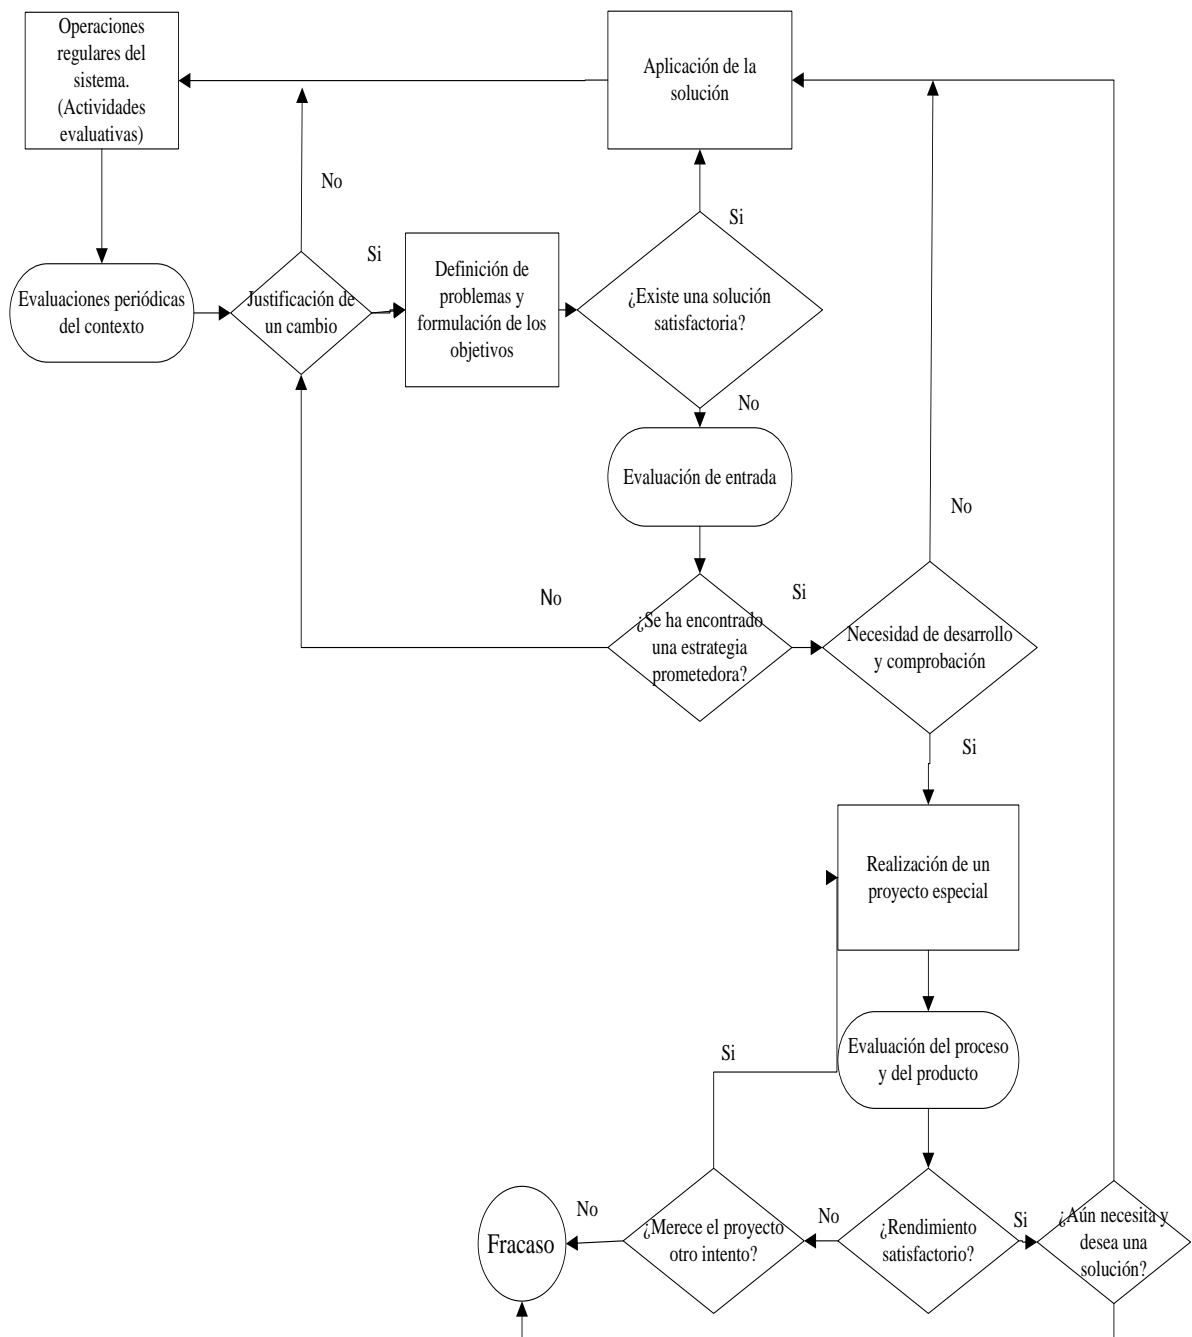 Operaciones
regulares del
sistema.
(Actividades
evaluativas)
Aplicación de la
solución
No
Si
Si
Evaluaciones periódicas
del contexto
Justificación de
un cambio
Definición de
problemas y
formulación de los
objetivos
¿Existe una solución
satisfactoria?
No
Evaluación de entrada
No
No
Si
¿Se ha encontrado
una estrategia
prometedora?
Necesidad de desarrollo
y comprobación
Si
Realización de un
proyecto especial
Evaluación del proceso
y del producto
Si
Fracaso
No
¿Merece el proyecto
otro intento?
No
¿Rendimiento
satisfactorio?
Si
¿Aún necesita y
desea una
solución?